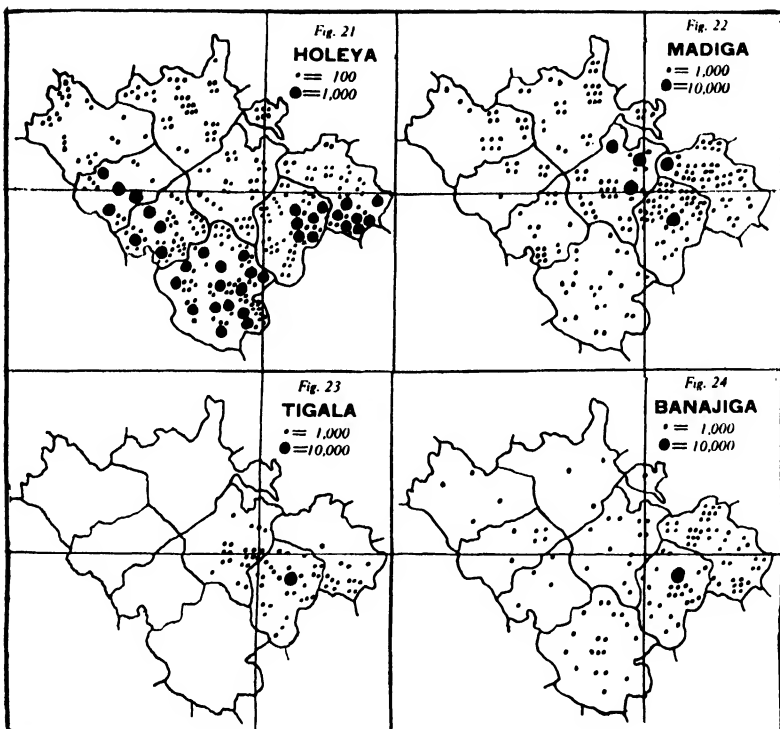 Fig. 21
HOLEYA
• = 100
●=1,000
Fig. 22
MADIGA
• = 1,000
●=10,000
Fig. 23
TIGALA
• = 1,000
●=10,000
Fig. 24
BANAJIGA
• = 1,000
●=10,000